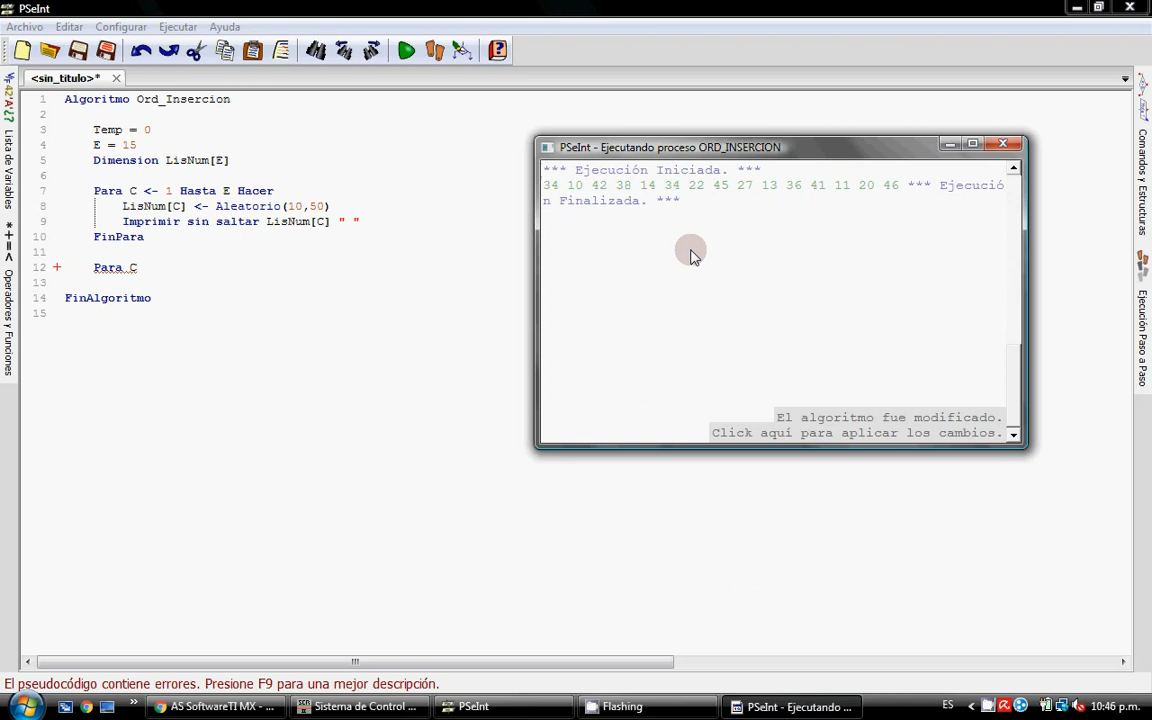 PSeInt
Archivo Editar Configurar Ejecutar Ayuda
<sin_titulo>*
1 Algoritmo Ord_Insercion
2
3 Temp = 0
4 E = 15
5 Dimension LisNum[E]
6
7 Para C <- 1 Hasta E Hacer
8 LisNum[C] <- Aleatorio(10,50)
9 Imprimir sin saltar LisNum[C] " "
10 FinPara
11
12 Para C
13
14 FinAlgoritmo
15
Lista de Variables
Operadores y Funciones
PSeInt - Ejecutando proceso ORD_INSERCION
*** Ejecución Iniciada. ***
34 10 42 38 14 34 22 45 27 13 36 41 11 20 46 *** Ejecució
n Finalizada. ***
El algoritmo fue modificado.
Click aquí para aplicar los cambios.
Comandos y Estructuras
Ejecución Paso a Paso
El pseudocódigo contiene errores. Presione F9 para una mejor descripción.
AS SoftwareTI MX - ... Sistema de Control ... PSeInt Flashing PSeInt - Ejecutando ... ES 10:46 p.m.